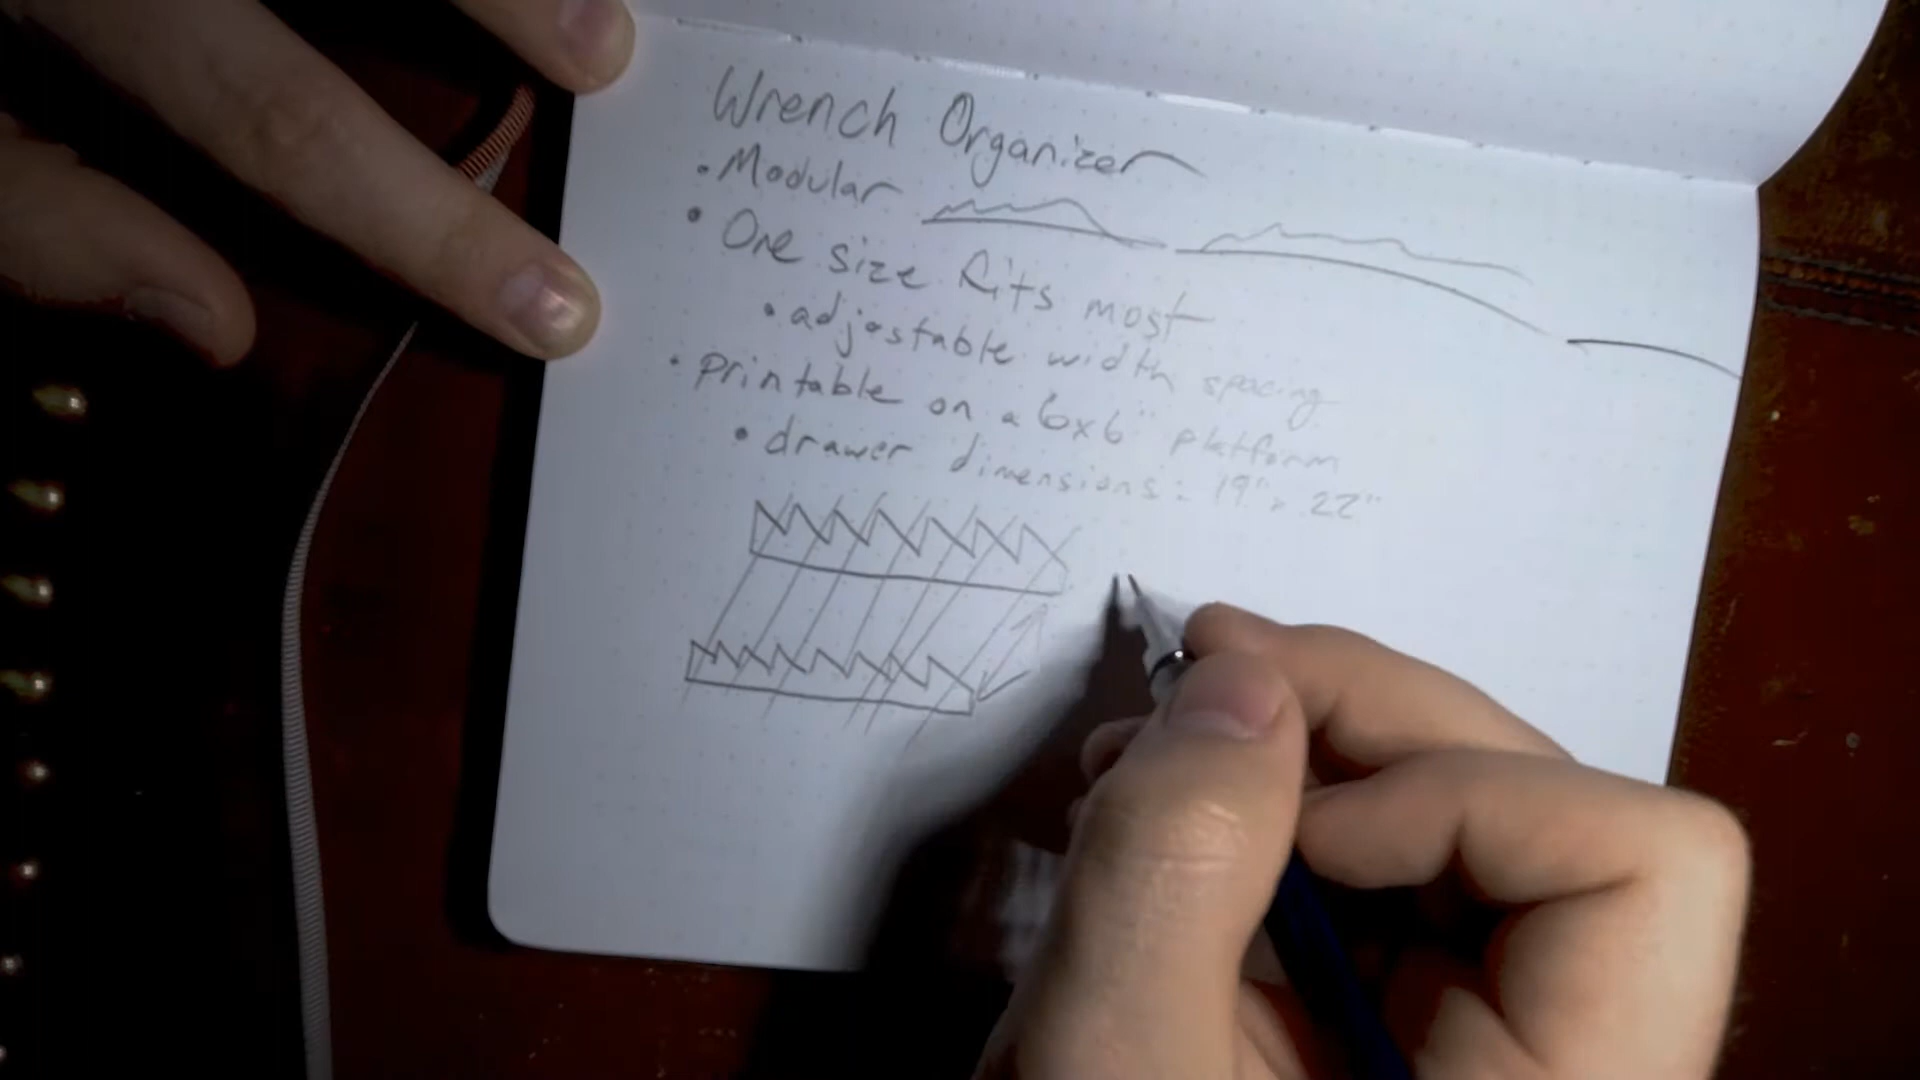 Wrench Organizer
• Modular
• One size fits most
• adjustable width spacing
• printable on a 6x6" platform
• drawer dimensions: 19" x 22"